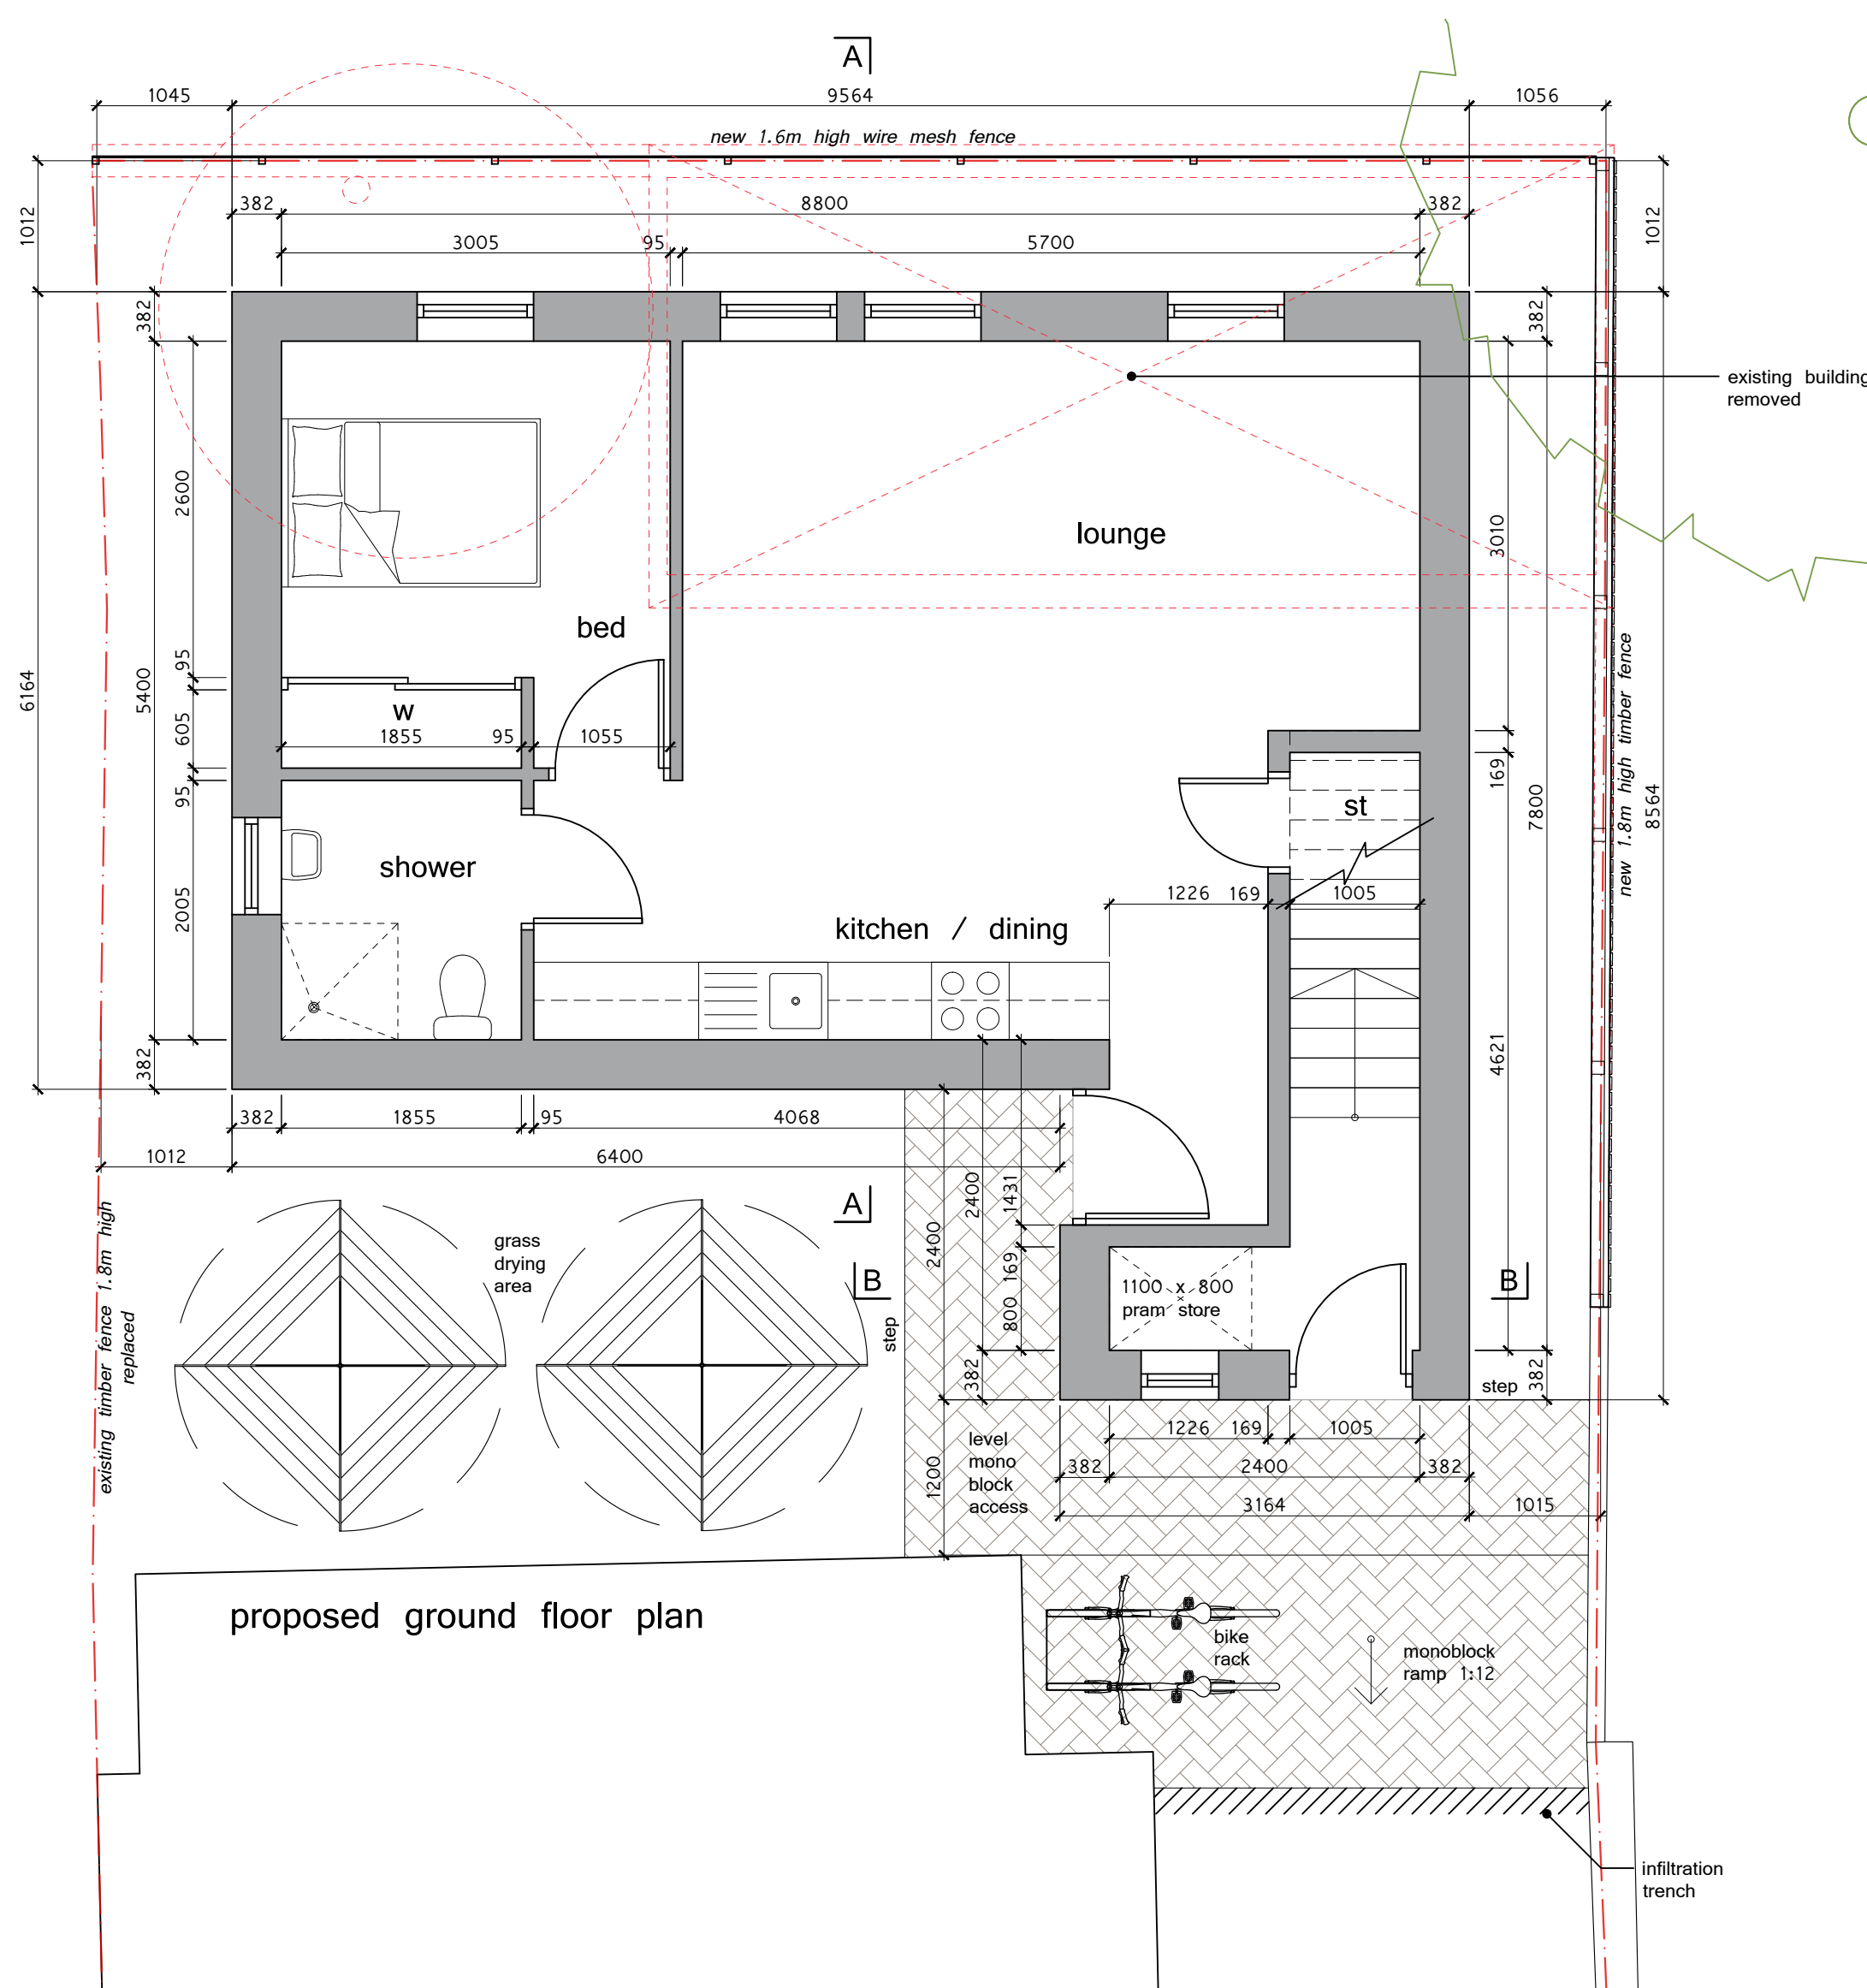 A
1045
9564
1056
new 1.6m high wire mesh fence
382
8800
382
1012
1012
3005
95
5700
382
382
existing building
removed
2600
3010
lounge
bed
95
6164
5400
w
605
1855
95
1055
169
95
st
7800
8564
new 1.8m high timber fence
shower
2005
1226
169
1005
kitchen / dining
4621
382
382
1855
95
4068
1012
6400
2400
1431
A
2400
grass
drying
area
B
B
169
1100 x 800
pram store
800
step
existing timber fence 1.8m high
replaced
382
step
382
level
mono
block
access
1226
169
1005
382
2400
382
1200
3164
1015
proposed ground floor plan
bike
rack
monoblock
ramp 1:12
infiltration
trench